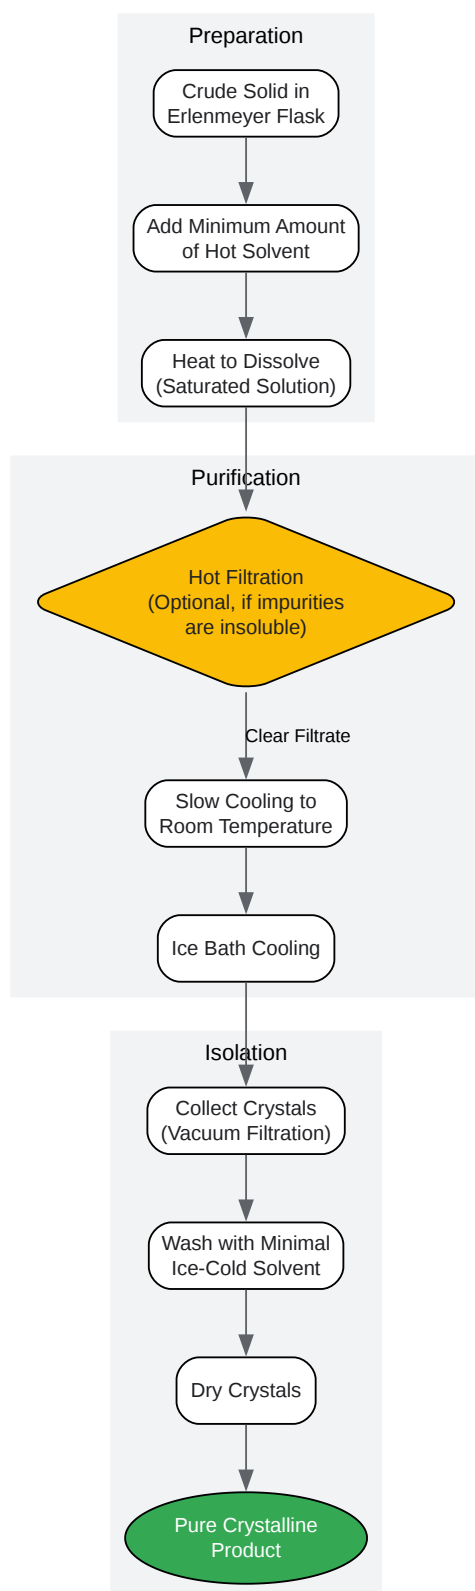 Preparation
Crude Solid in
Erlenmeyer Flask
Add Minimum Amount
of Hot Solvent
Heat to Dissolve
(Saturated Solution)
Purification
Hot Filtration
(Optional, if impurities
are insoluble)
Clear Filtrate
Slow Cooling to
Room Temperature
Ice Bath Cooling
Isolation
Collect Crystals
(Vacuum Filtration)
Wash with Minimal
Ice-Cold Solvent
Dry Crystals
Pure Crystalline
Product